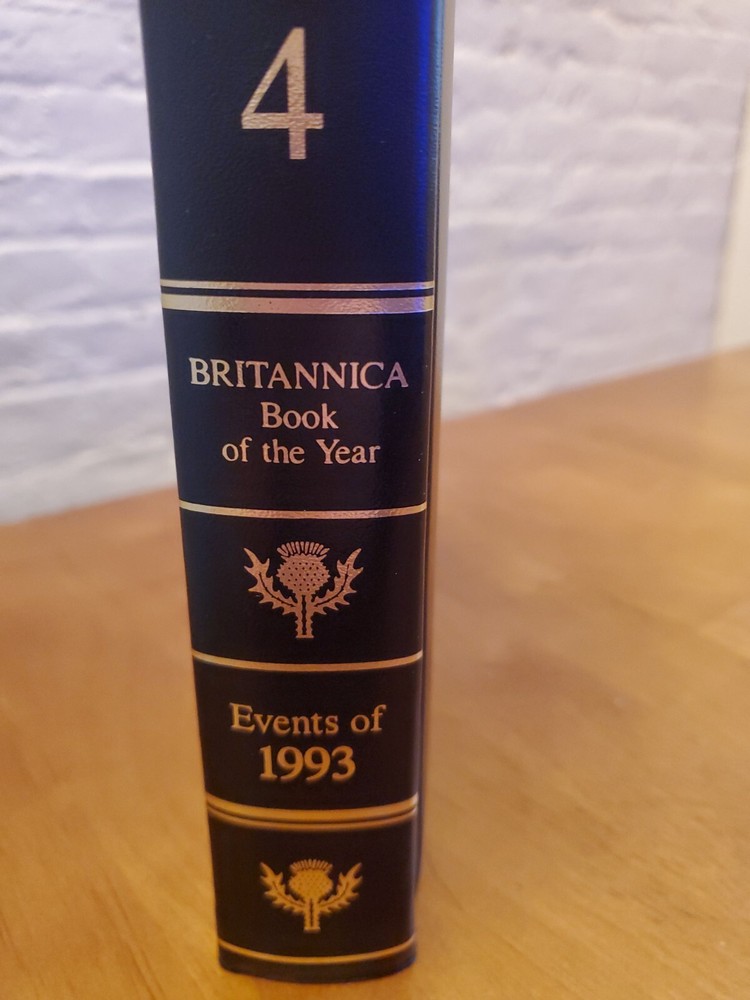 4
BRITANNICA
Book
of the Year
Events of
1993